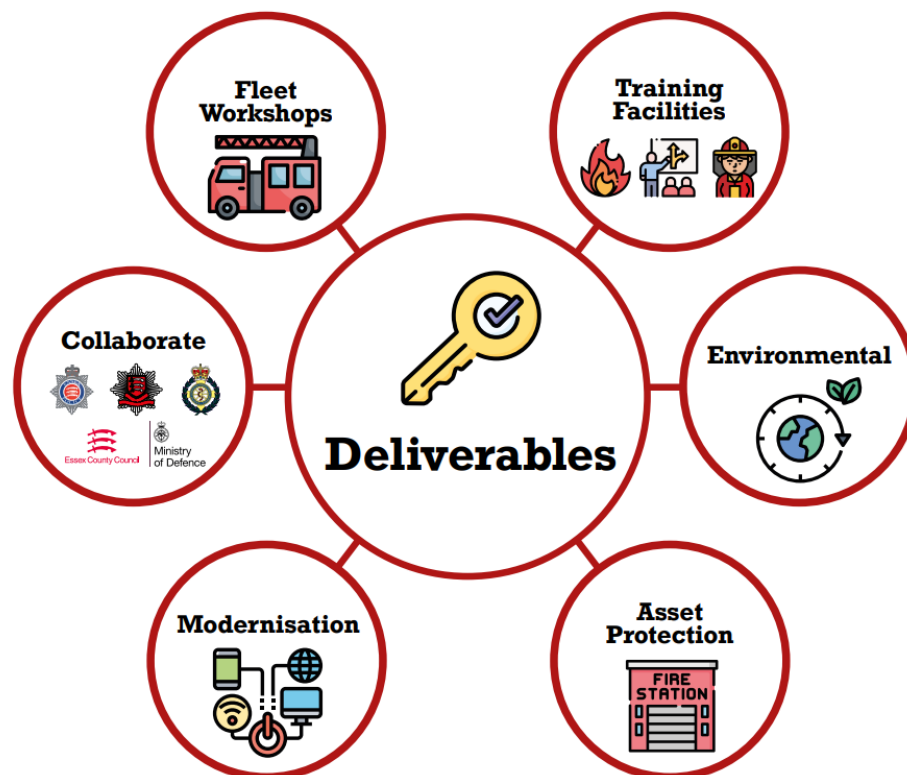 Fleet
Workshops
Training
Facilities
Collaborate
Essex County Council
Ministry
of Defence
Environmental
Deliverables
Modernisation
Asset
Protection
FIRE
STATION